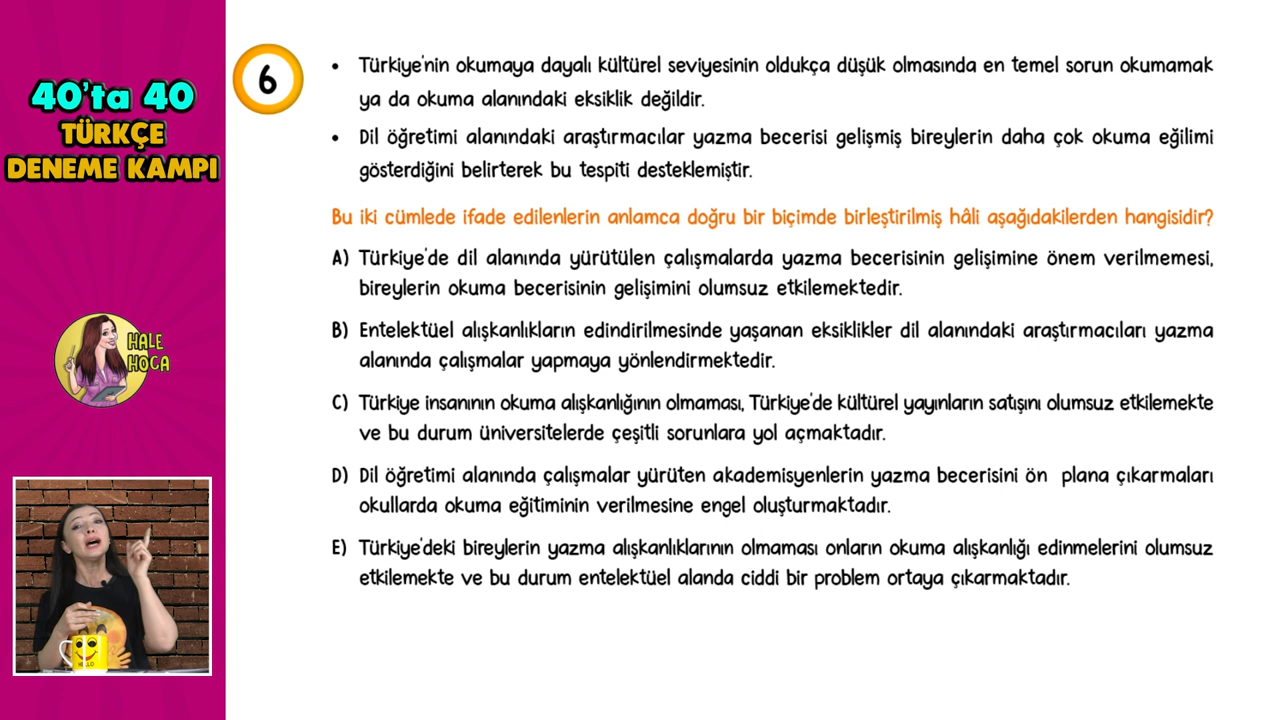 40'ta 40
TÜRKÇE
DENEME KAMPI
HALE
HOCA
HELLO
6
• Türkiye'nin okumaya dayalı kültürel seviyesinin oldukça düşük olmasında en temel sorun okumamak
ya da okuma alanındaki eksiklik değildir.
• Dil öğretimi alanındaki araştırmacılar yazma becerisi gelişmiş bireylerin daha çok okuma eğilimi
gösterdiğini belirterek bu tespiti desteklemiştir.
Bu iki cümlede ifade edilenlerin anlamca doğru bir biçimde birleştirilmiş hâli aşağıdakilerden hangisidir?
A) Türkiye'de dil alanında yürütülen çalışmalarda yazma becerisinin gelişimine önem verilmemesi,
bireylerin okuma becerisinin gelişimini olumsuz etkilemektedir.
B) Entelektüel alışkanlıkların edindirilmesinde yaşanan eksiklikler dil alanındaki araştırmacıları yazma
alanında çalışmalar yapmaya yönlendirmektedir.
C) Türkiye insanının okuma alışkanlığının olmaması, Türkiye'de kültürel yayınların satışını olumsuz etkilemekte
ve bu durum üniversitelerde çeşitli sorunlara yol açmaktadır.
D) Dil öğretimi alanında çalışmalar yürüten akademisyenlerin yazma becerisini ön plana çıkarmaları
okullarda okuma eğitiminin verilmesine engel oluşturmaktadır.
E) Türkiye'deki bireylerin yazma alışkanlıklarının olmaması onların okuma alışkanlığı edinmelerini olumsuz
etkilemekte ve bu durum entelektüel alanda ciddi bir problem ortaya çıkarmaktadır.